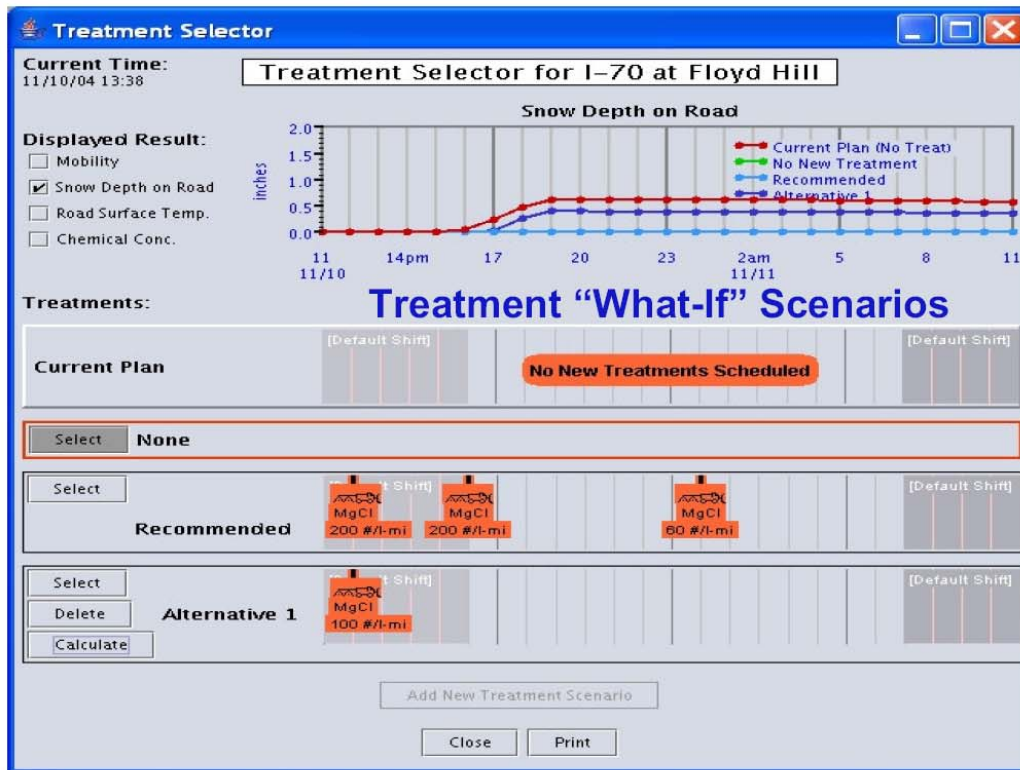 Treatment Selector
Current Time:
11/10/04 13:38
Treatment Selector for I-70 at Floyd Hill
Snow Depth on Road
Displayed Result:
Mobility
Snow Depth on Road
Road Surface Temp.
Chemical Conc.
inches
2.0
1.5
1.0
0.5
0.0
Current Plan (No Treat)
No New Treatment
Recommended
Alternative 1
11 14pm 17 20 23 2am 5 8 11
11/10 11/11
Treatments:
Treatment “What-If” Scenarios
Current Plan
[Default Shift]
No New Treatments Scheduled
[Default Shift]
Select None
Select
Recommended
Shift]
MgCl
200 #/l-mi
MgCl
200 #/l-mi
MgCl
60 #/l-mi
[Default Shift]
Select
Delete
Calculate
Alternative 1
Shift]
MgCl
100 #/l-mi
[Default Shift]
Add New Treatment Scenario
Close Print